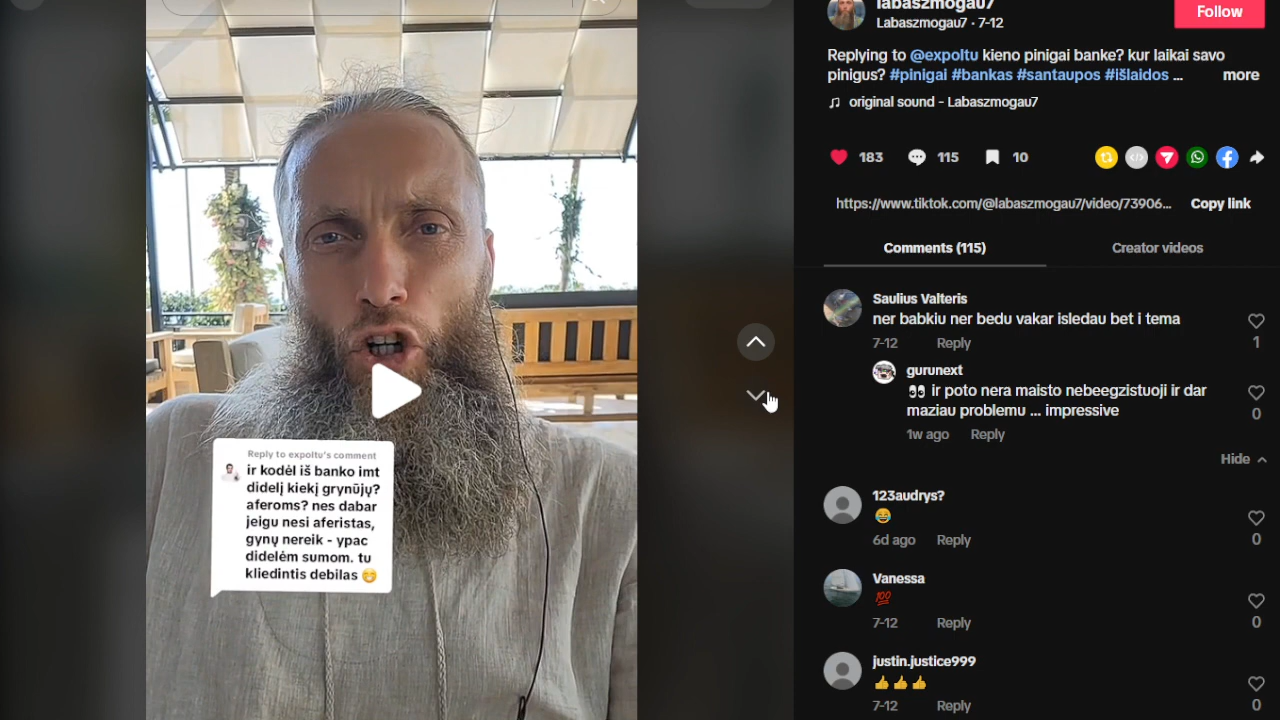 labaszmogau7
Labaszmogau7 · 7-12
Follow
Replying to @expoltu kieno pinigai banke? kur laikai savo
pinigus? #pinigai #bankas #santaupos #išlaidos ...
more
original sound - Labaszmogau7
183
115
10
https://www.tiktok.com/@labaszmogau7/video/73906...
Copy link
Comments (115)
Creator videos
Saulius Valteris
ner babkiu ner bedu vakar isledau bet i tema
7-12
Reply
1
gurunext
👀 ir poto nera maisto nebeegzistuoji ir dar
maziau problemu ... impressive
0
1w ago
Reply
Hide
123audrys?
😂
6d ago
Reply
0
Vanessa
💯
7-12
Reply
0
justin.justice999
👍👍👍
7-12
Reply
0
Reply to expoltu's comment
ir kodėl iš banko imt
didelį kiekį grynūjų?
aferoms? nes dabar
jeigu nesi aferistas,
gynų nereik - ypac
didelėm sumom. tu
kliedintis debilas 😁